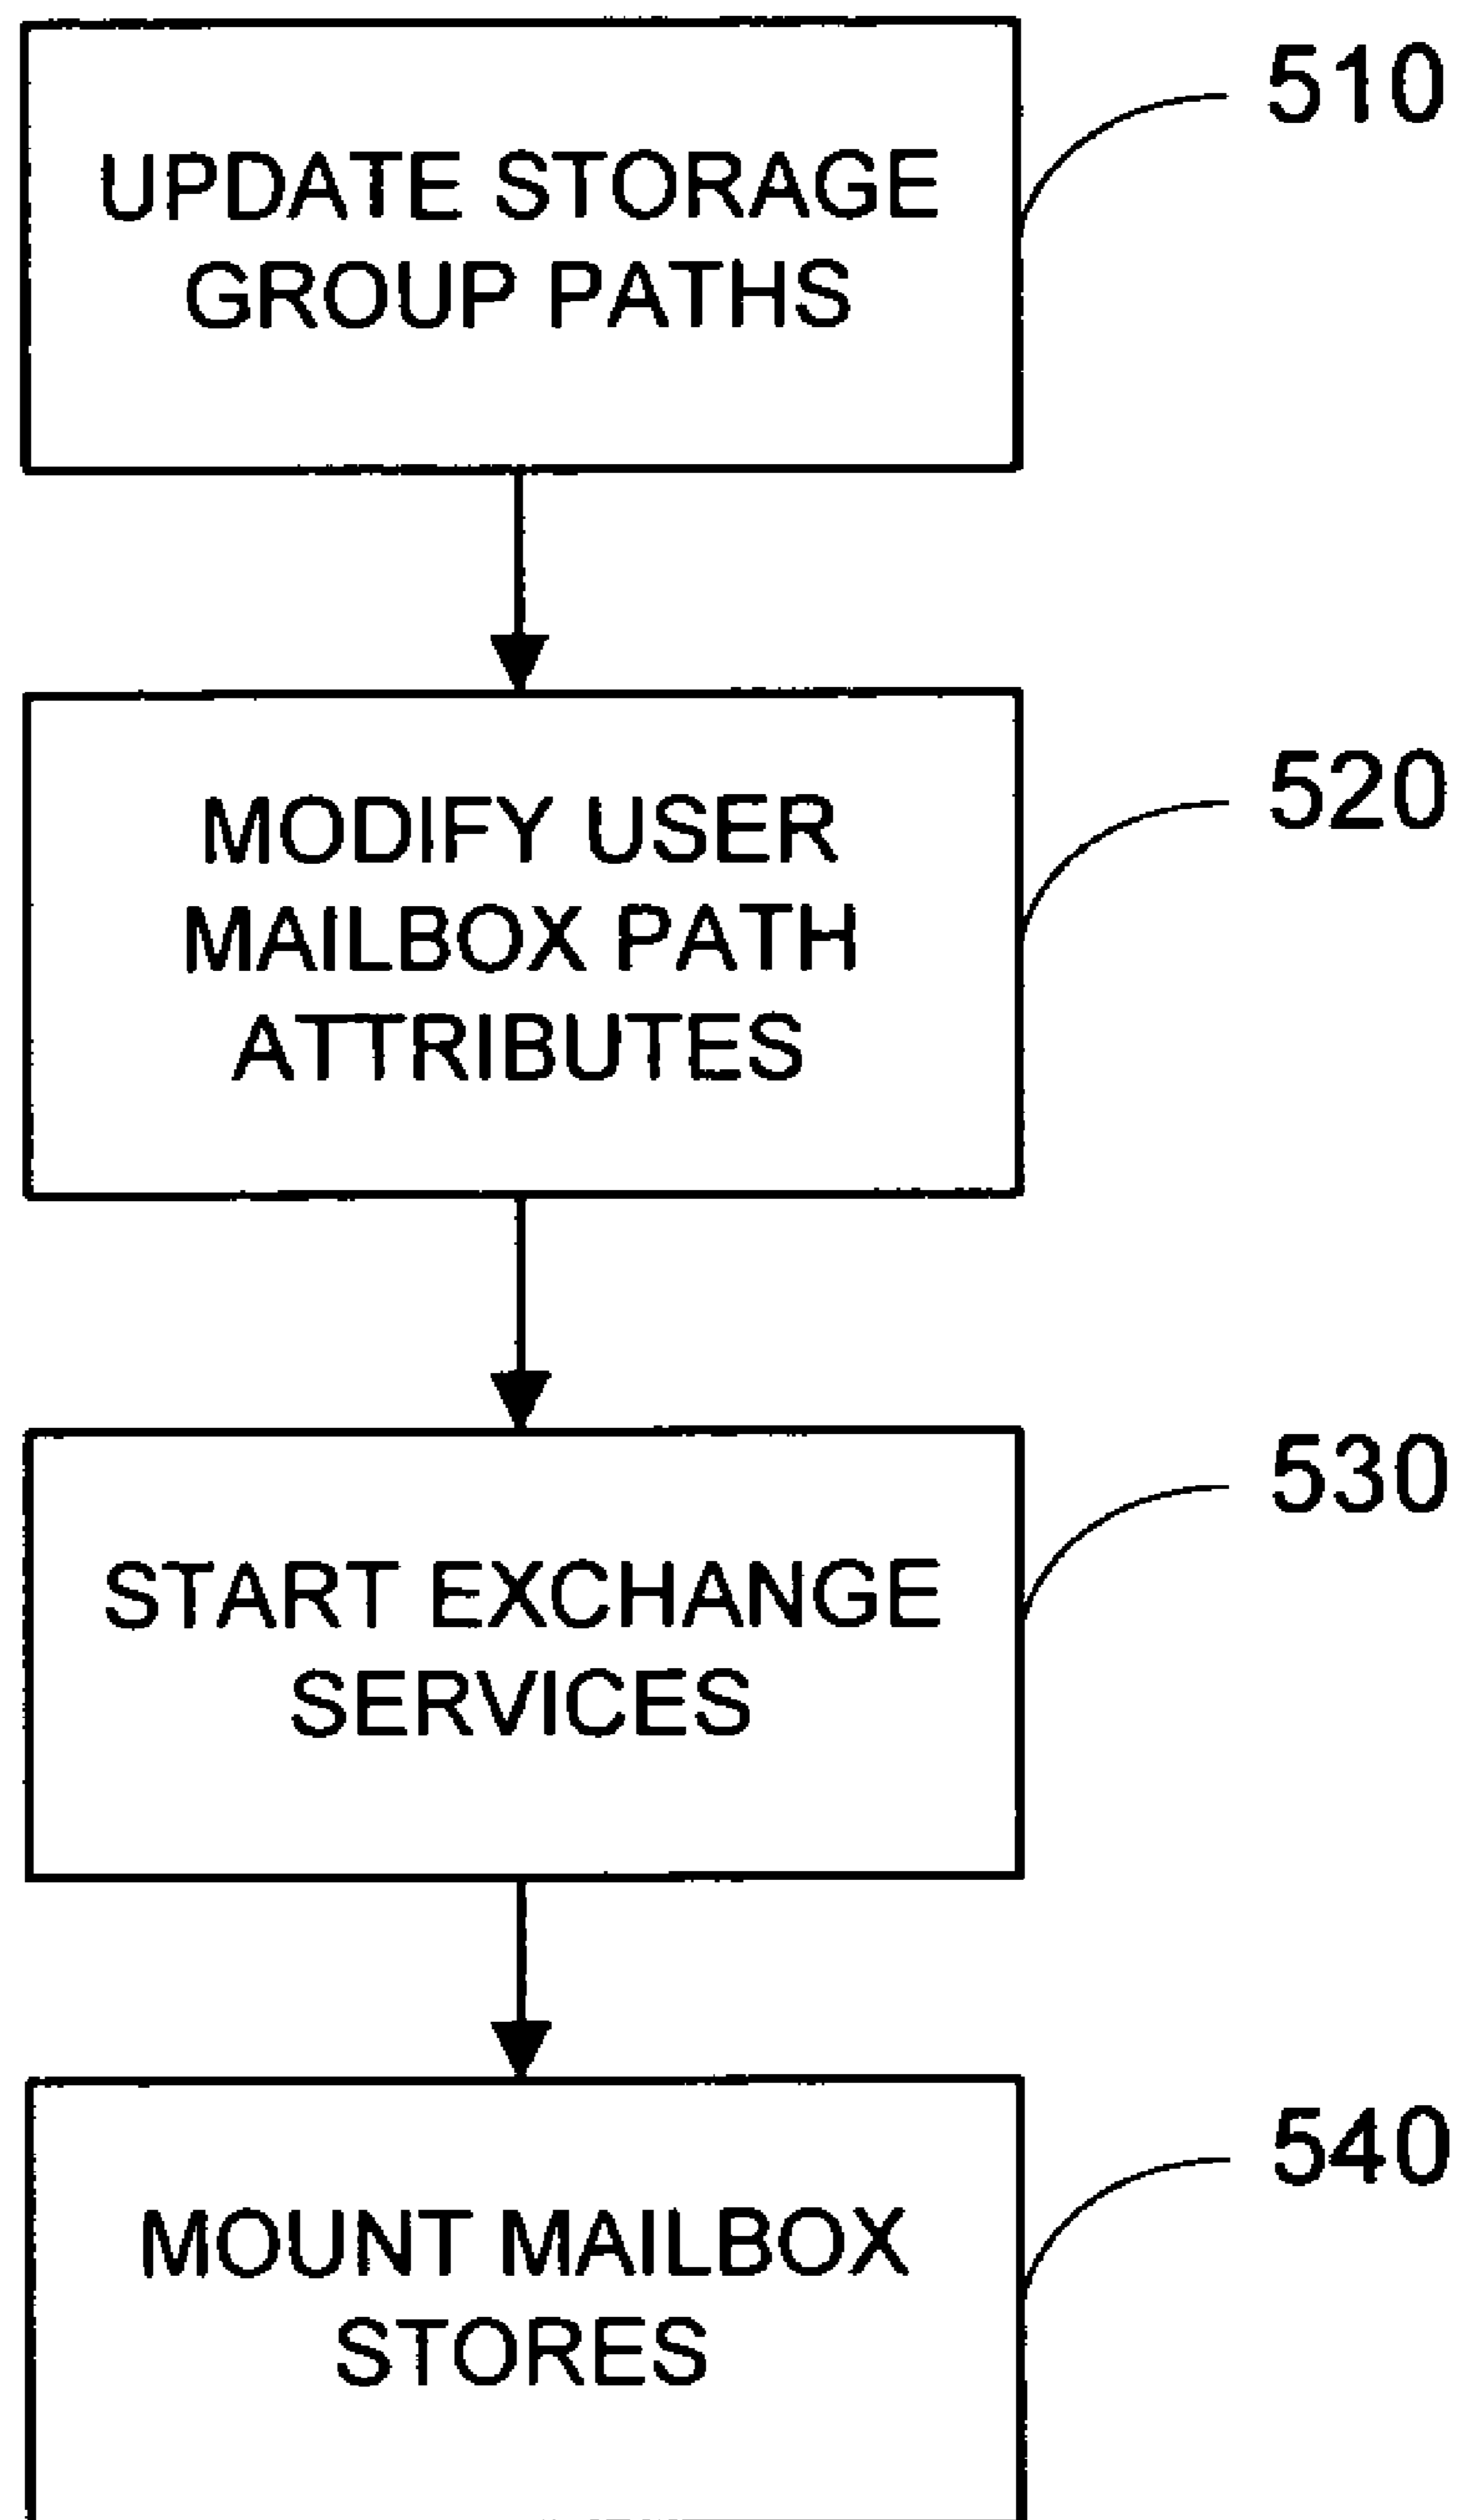 510
UPDATE STORAGE
GROUP PATHS
520
MODIFY USER
MAILBOX PATH
ATTRIBUTES
530
START EXCHANGE
SERVICES
540
MOUNT MAILBOX
STORES